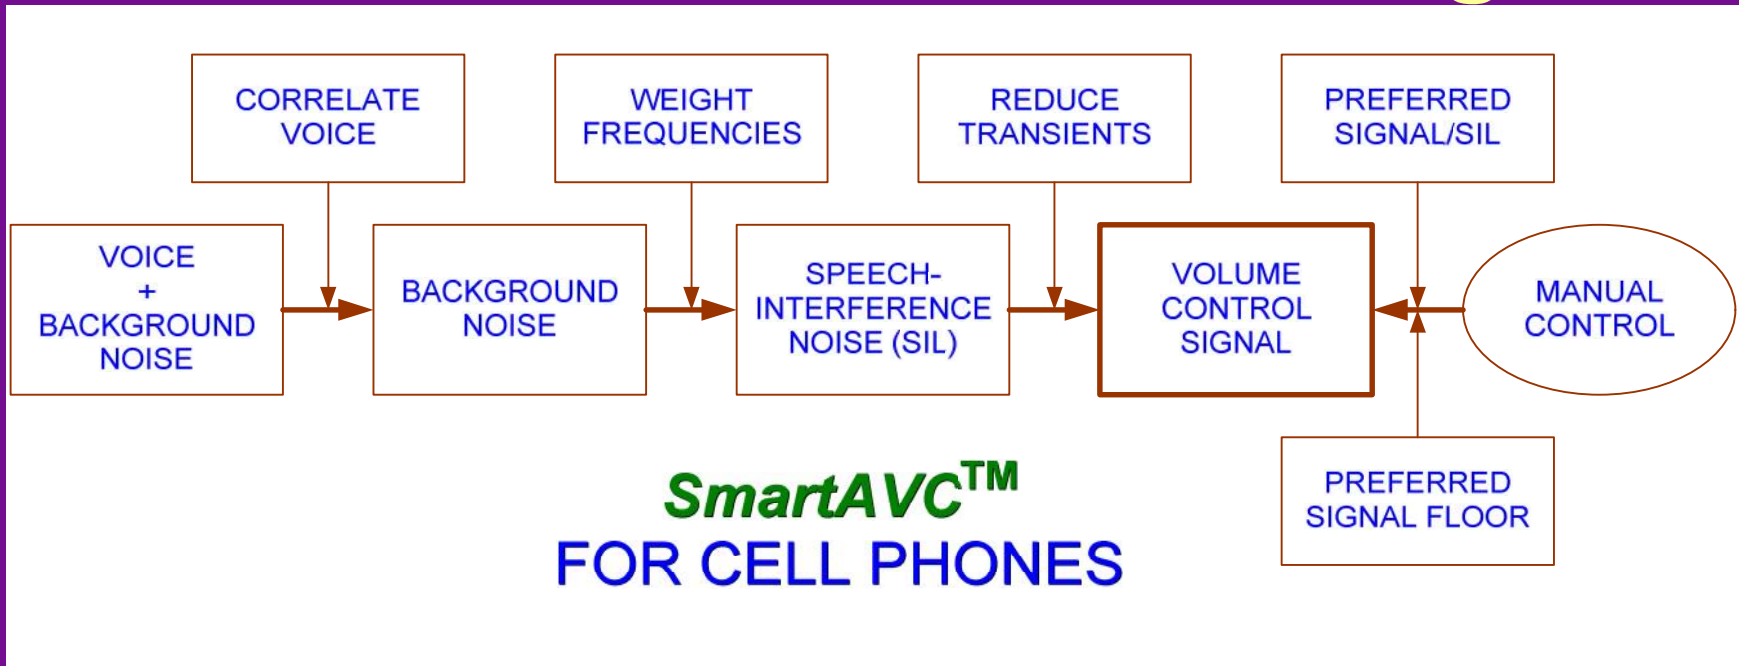 CORRELATE
VOICE
WEIGHT
FREQUENCIES
REDUCE
TRANSIENTS
PREFERRED
SIGNAL/SIL
VOICE
+
BACKGROUND
NOISE
BACKGROUND
NOISE
SPEECH-
INTERFERENCE
NOISE (SIL)
VOLUME
CONTROL
SIGNAL
MANUAL
CONTROL
PREFERRED
SIGNAL FLOOR
SmartAVC™
FOR CELL PHONES